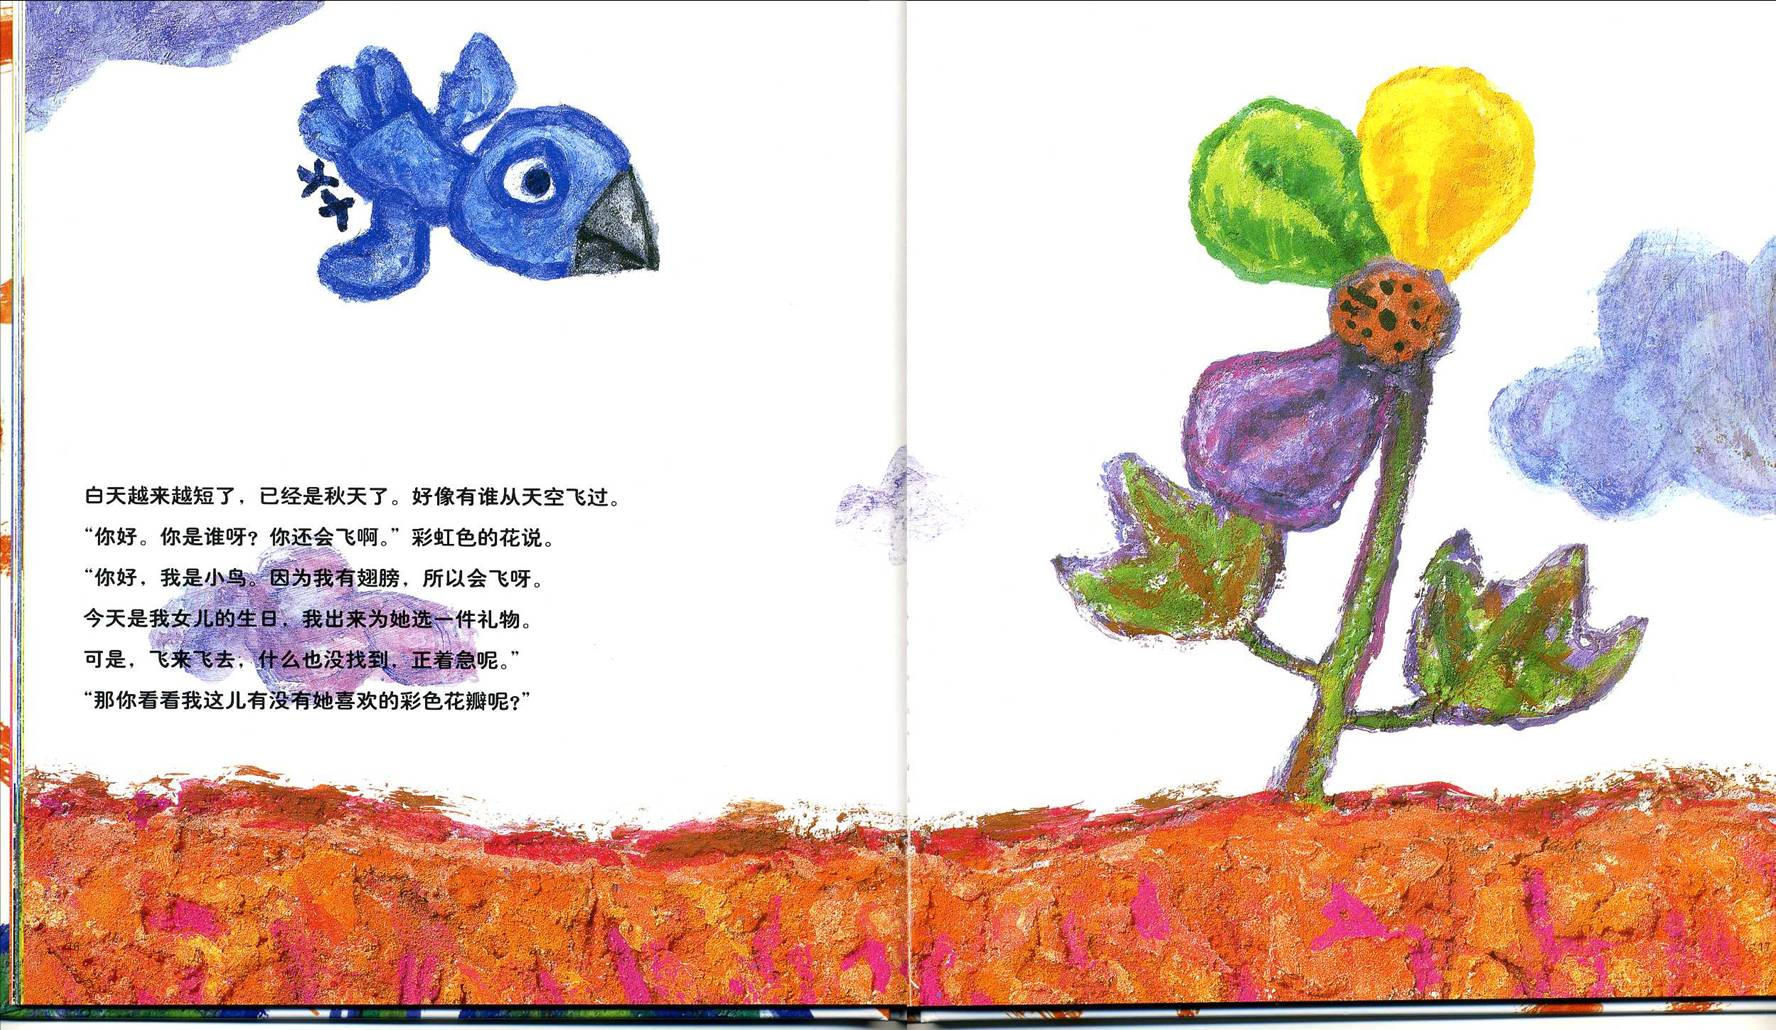 白天越来越短了，已经是秋天了。好像有谁从天空飞过。
“你好。你是谁呀？你还会飞啊。”彩虹色的花说。
“你好，我是小鸟。因为我有翅膀，所以会飞呀。
今天是我女儿的生日，我出来为她选一件礼物。
可是，飞来飞去，什么也没找到，正着急呢。”
“那你看看我这儿有没有她喜欢的彩色花瓣呢？”